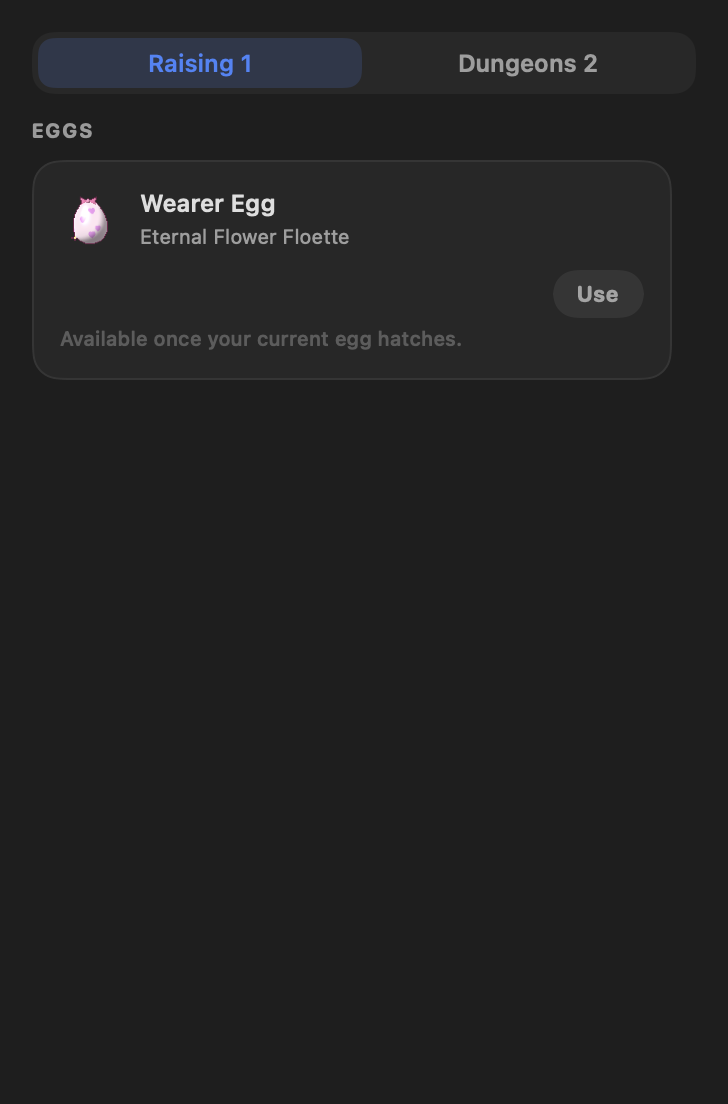 Raising 1
Dungeons 2
EGGS
Wearer Egg
Eternal Flower Floette
Use
Available once your current egg hatches.